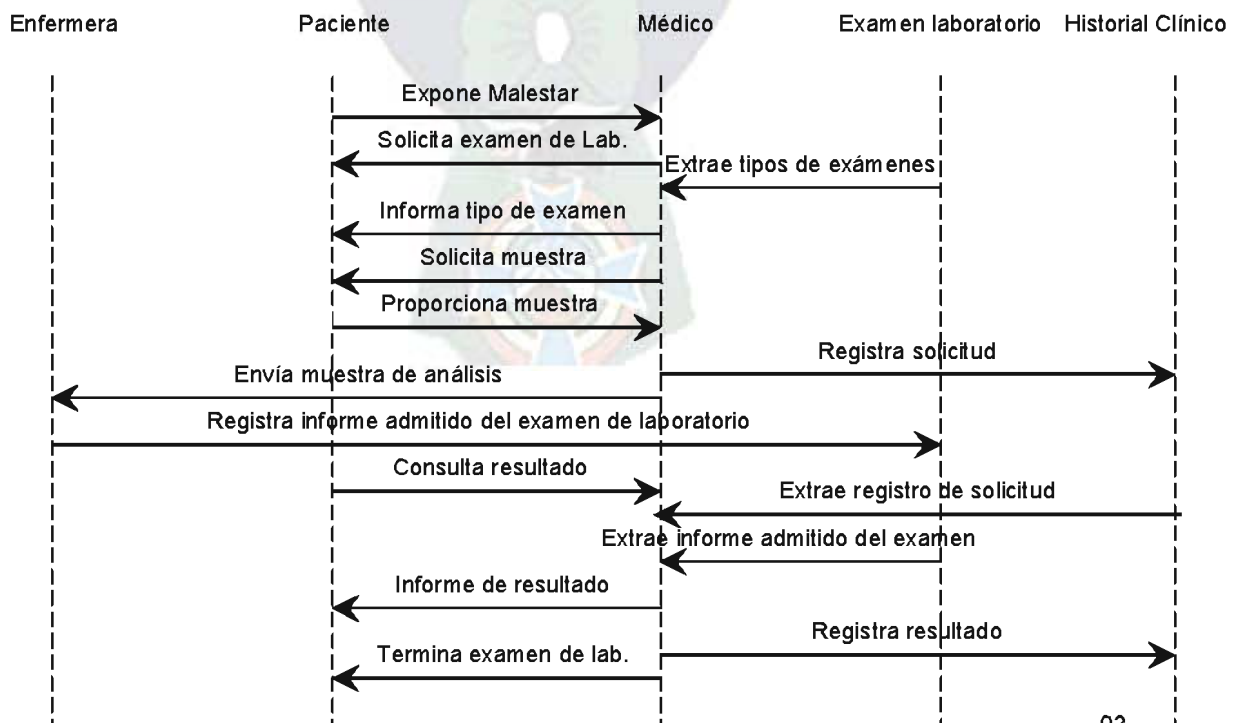 Enfermera Paciente Médico Examen laboratorio Historial Clínico
Expone Malestar
Solicita examen de Lab.
Extrae tipos de exámenes
Informa tipo de examen
Solicita muestra
Proporciona muestra
Registra solicitud
Envía muestra de análisis
Registra informe admitido del examen de laboratorio
Consulta resultado
Extrae registro de solicitud
Extrae informe admitido del examen
Informe de resultado
Registra resultado
Termina examen de lab.